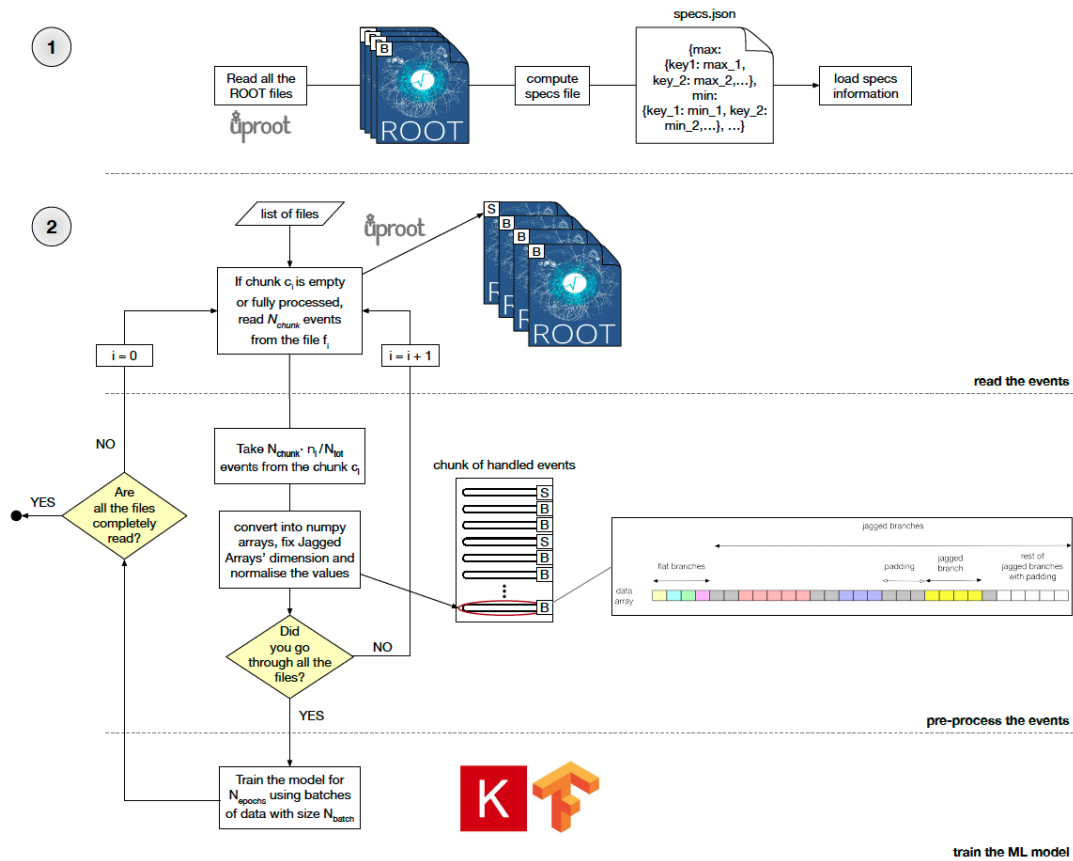 1
Read all the
ROOT files
uproot
B
ROOT
compute
specs file
specs.json
{max:
{key1: max_1,
key_2: max_2,...},
min:
{key_1: min_1, key_2:
min_2,...}, ...}
load specs
information
2
list of files
uproot
S
B
B
B
ROOT
If chunk cᵢ is empty
or fully processed,
read N_chunk events
from the file fᵢ
i = 0
i = i + 1
read the events
NO
Take N_chunk · nᵢ / N_tot
events from the chunk cᵢ
YES
Are
all the files
completely
read?
convert into numpy
arrays, fix Jagged
Arrays' dimension and
normalise the values
chunk of handled events
S
B
B
S
B
B
B
jagged branches
flat branches
padding
jagged
branch
rest of
jagged branches
with padding
data
array
Did
you go
through all the
files?
NO
YES
pre-process the events
Train the model for
N_epochs using batches
of data with size N_batch
K
train the ML model